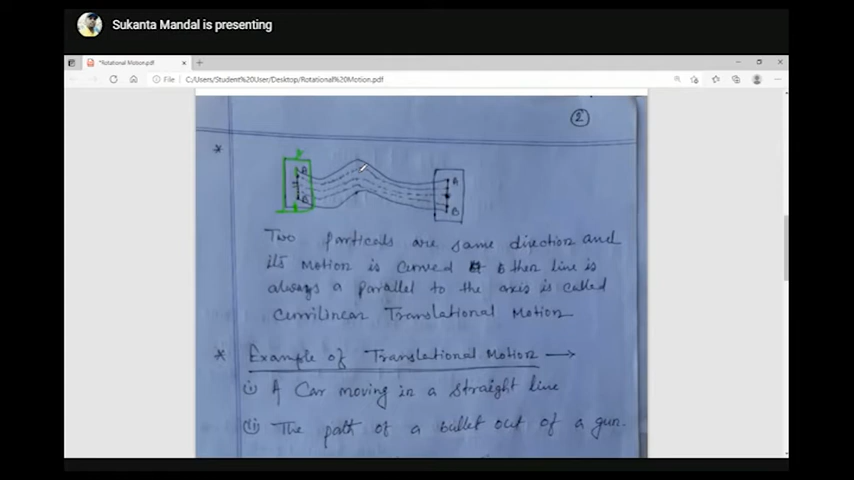 Sukanta Mandal is presenting
*Rotational Motion.pdf
File
C:/Users/Student%20User/Desktop/Rotational%20Motion.pdf
2
*
A
B
A
B
Two particals are same direction and
its Motion is curved then line is
always a parallel to the axis is called
Curvilinear Translational Motion
* Example of Translational Motion →
(i) A Car moving in a straight line
(ii) The path of a bullet out of a gun.